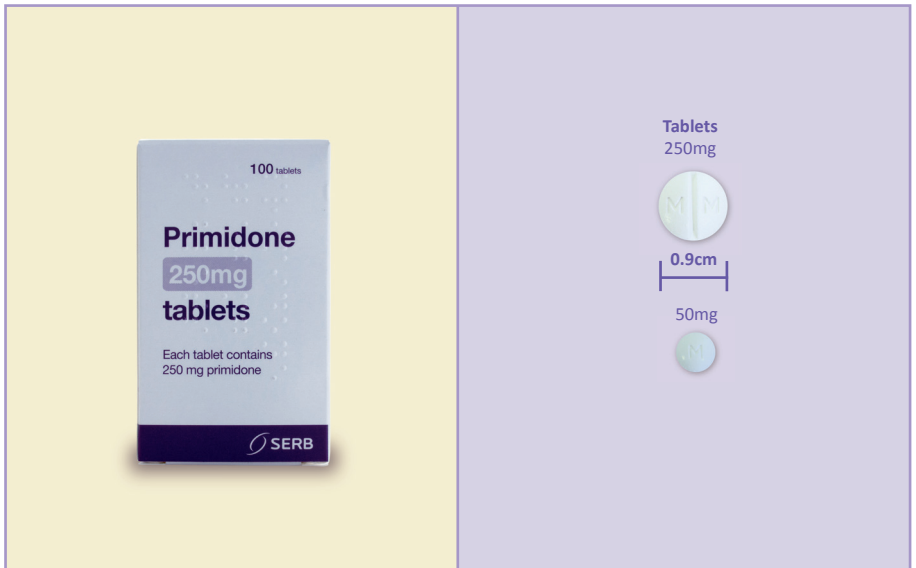 100 tablets
Primidone
250mg
tablets
Each tablet contains
250 mg primidone
SERB
Tablets
250mg
M M
0.9cm
50mg
.M